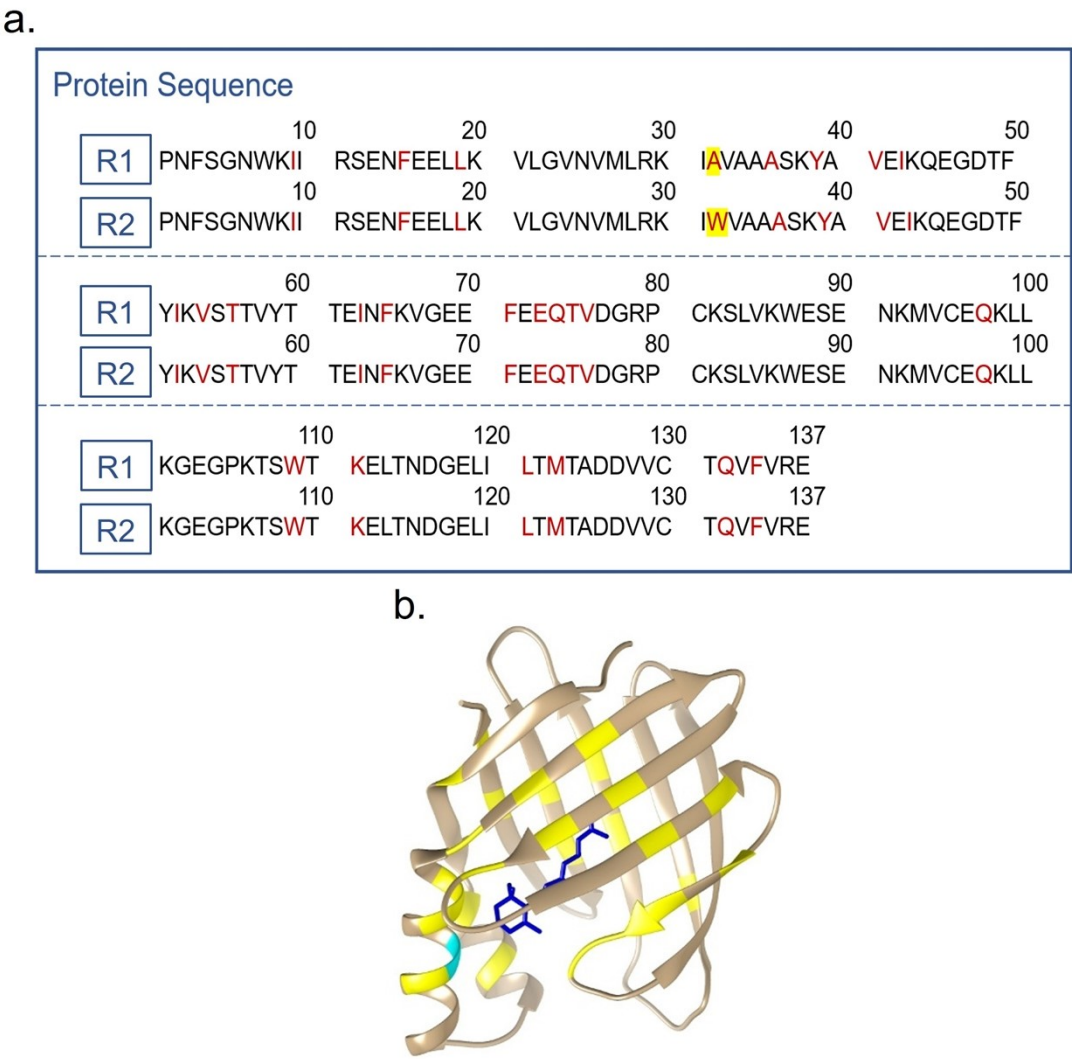 a.
Protein Sequence
10 20 30 40 50
R1 PNFSGNWKII RSENFEELLK VLGVNVMLRK IAVAAASKYA VEIKQEGDTF
10 20 30 40 50
R2 PNFSGNWKII RSENFEELLK VLGVNVMLRK IWVAAASKYA VEIKQEGDTF
60 70 80 90 100
R1 YIKVSTTVYT TEINFKVGEE FEEQTVDGRP CKSLVKWESE NKMVCEQKLL
60 70 80 90 100
R2 YIKVSTTVYT TEINFKVGEE FEEQTVDGRP CKSLVKWESE NKMVCEQKLL
110 120 130 137
R1 KGEGPKTSWT KELTNDGELI LTMTADDVVC TQVFVRE
110 120 130 137
R2 KGEGPKTSWT KELTNDGELI LTMTADDVVC TQVFVRE
b.